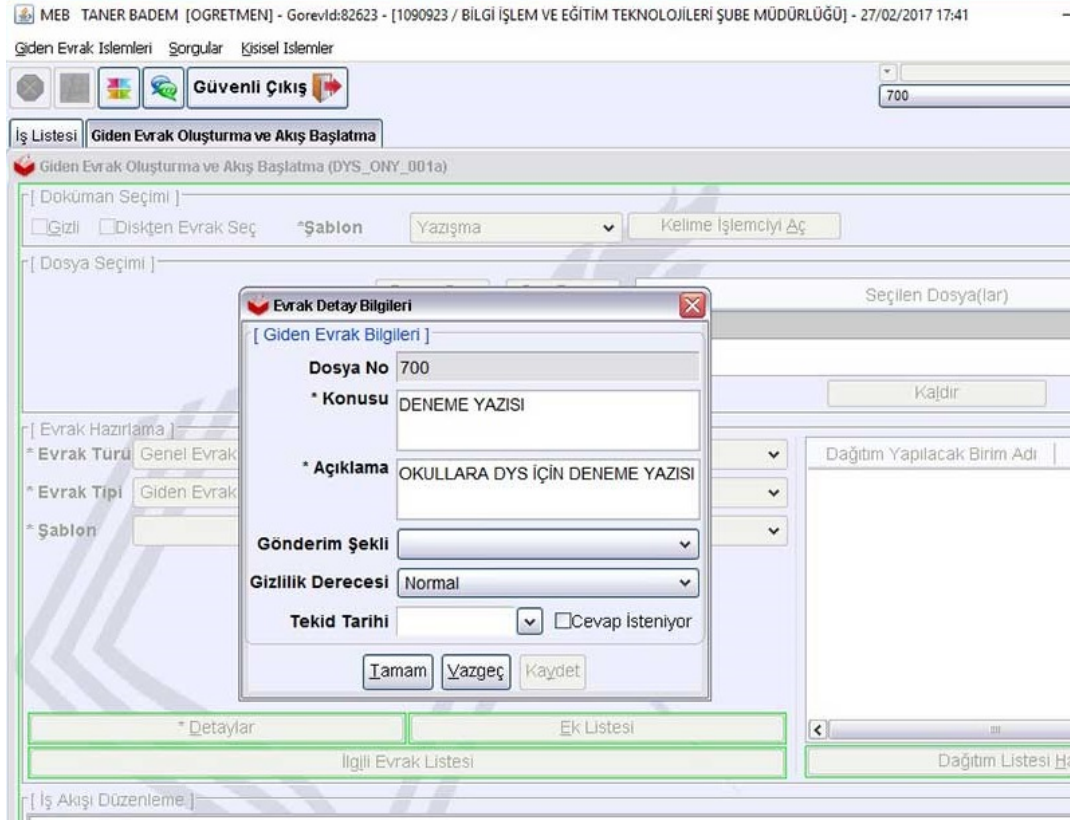 MEB TANER BADEM [OGRETMEN] - GorevId:82623 - [1090923 / BİLGİ İŞLEM VE EĞİTİM TEKNOLOJİLERİ ŞUBE MÜDÜRLÜĞÜ] - 27/02/2017 17:41
Giden Evrak Islemleri Sorgular Kisisel Islemler
Güvenli Çıkış
700
İş Listesi Giden Evrak Oluşturma ve Akış Başlatma
Giden Evrak Oluşturma ve Akış Başlatma (DYS_ONY_001a)
[ Doküman Seçimi ]
Gizli Diskten Evrak Seç *Şablon Yazışma Kelime İşlemciyi Aç
[ Dosya Seçimi ]
Seçilen Dosya(lar)
Kaldır
Evrak Detay Bilgileri
[ Giden Evrak Bilgileri ]
Dosya No 700
* Konusu DENEME YAZISI
* Açıklama OKULLARA DYS İÇİN DENEME YAZISI
Gönderim Şekli
Gizlilik Derecesi Normal
Tekid Tarihi Cevap İsteniyor
Tamam Vazgeç Kaydet
[ Evrak Hazırlama ]
* Evrak Türü Genel Evrak
* Evrak Tipi Giden Evrak
* Şablon
Dağıtım Yapılacak Birim Adı
* Detaylar Ek Listesi
İlgili Evrak Listesi
Dağıtım Listesi
[ İş Akışı Düzenleme ]